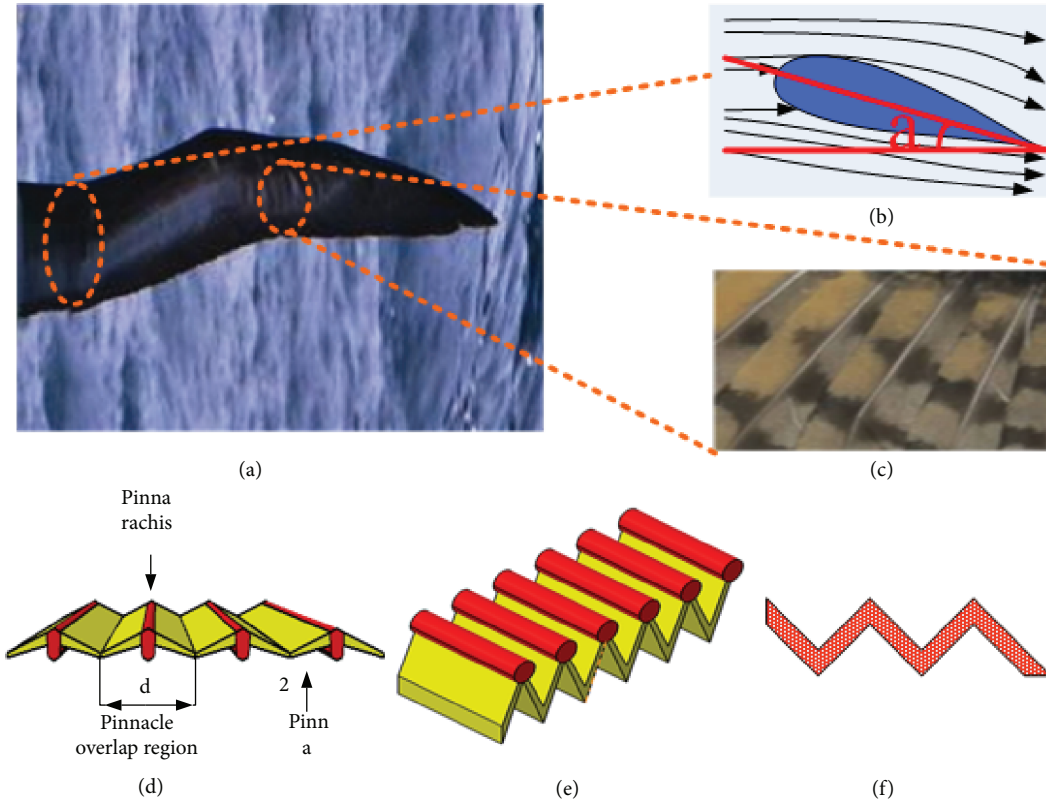 a
(b)
(a)
(c)
Pinna
rachis
d
2
Pinnacle
overlap region
Pinn
a
(d)
(e)
(f)